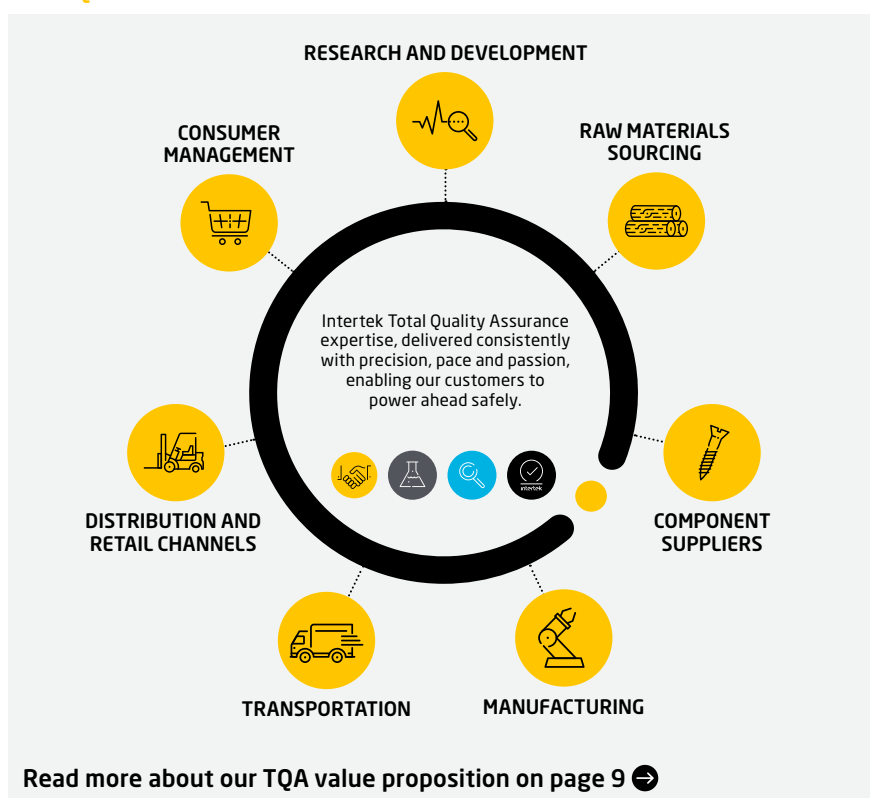 RESEARCH AND DEVELOPMENT
CONSUMER
MANAGEMENT
RAW MATERIALS
SOURCING
Intertek Total Quality Assurance
expertise, delivered consistently
with precision, pace and passion,
enabling our customers to
power ahead safely.
intertek
DISTRIBUTION AND
RETAIL CHANNELS
COMPONENT
SUPPLIERS
TRANSPORTATION
MANUFACTURING
Read more about our TQA value proposition on page 9